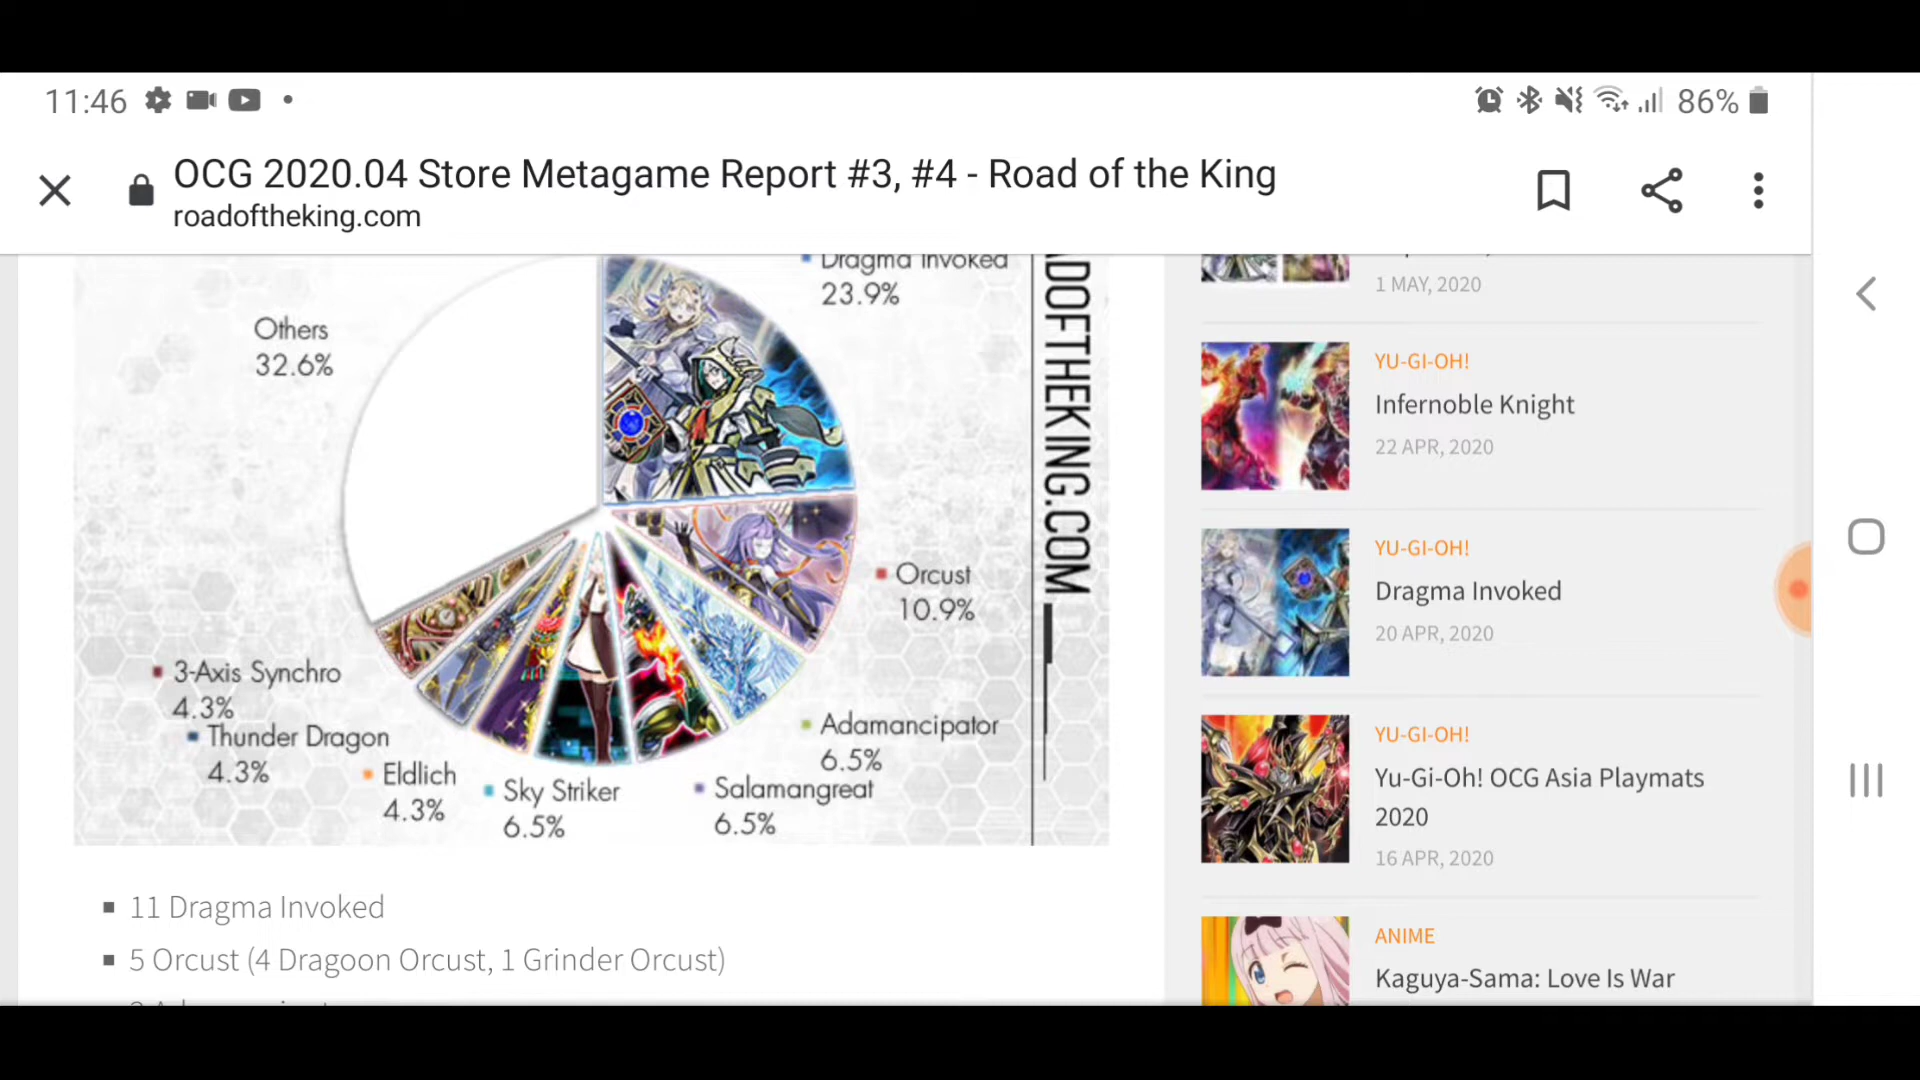 11:46
86%
OCG 2020.04 Store Metagame Report #3, #4 - Road of the King
roadoftheking.com
Dragma Invoked
23.9%
Others
32.6%
Orcust
10.9%
3-Axis Synchro
4.3%
Thunder Dragon
4.3%
Eldlich
4.3%
Sky Striker
6.5%
Salamangreat
6.5%
Adamancipator
6.5%
ADOFTHEKING.COM
11 Dragma Invoked
5 Orcust (4 Dragoon Orcust, 1 Grinder Orcust)
1 MAY, 2020
YU-GI-OH!
Infernoble Knight
22 APR, 2020
YU-GI-OH!
Dragma Invoked
20 APR, 2020
YU-GI-OH!
Yu-Gi-Oh! OCG Asia Playmats
2020
16 APR, 2020
ANIME
Kaguya-Sama: Love Is War